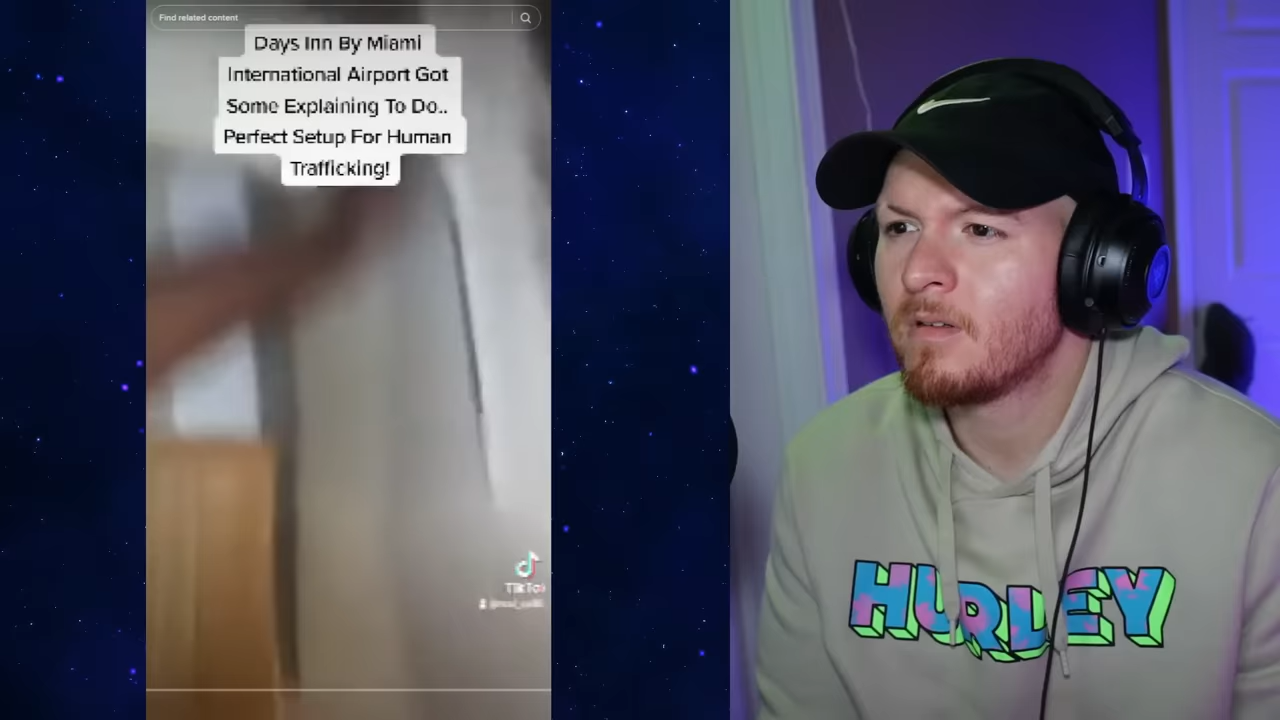 Find related content
Days Inn By Miami
International Airport Got
Some Explaining To Do..
Perfect Setup For Human
Trafficking!
TikTok
HURLEY